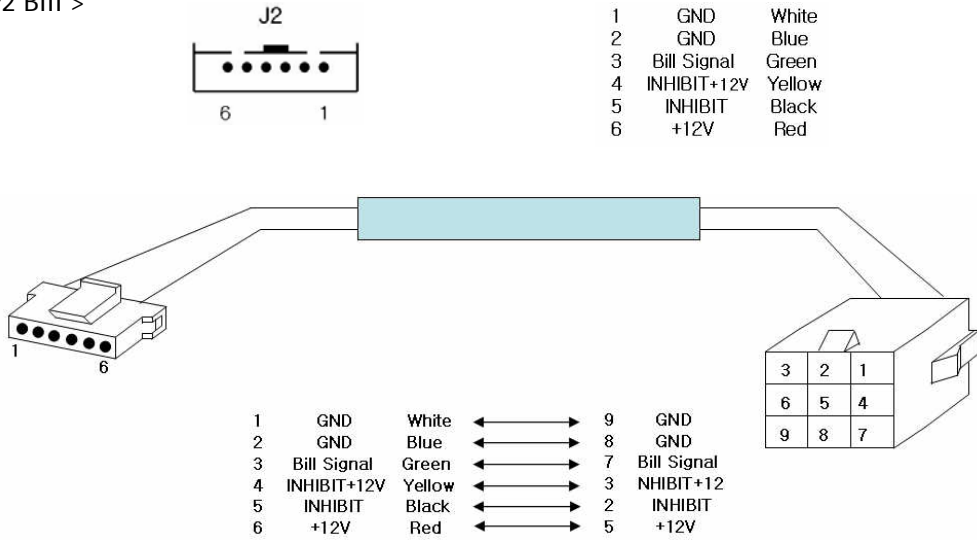 2 Bill >
J2
6 1
1 GND White
2 GND Blue
3 Bill Signal Green
4 INHIBIT+12V Yellow
5 INHIBIT Black
6 +12V Red
1
6
3 2 1
6 5 4
9 8 7
1 GND White 9 GND
2 GND Blue 8 GND
3 Bill Signal Green 7 Bill Signal
4 INHIBIT+12V Yellow 3 NHIBIT+12
5 INHIBIT Black 2 INHIBIT
6 +12V Red 5 +12V